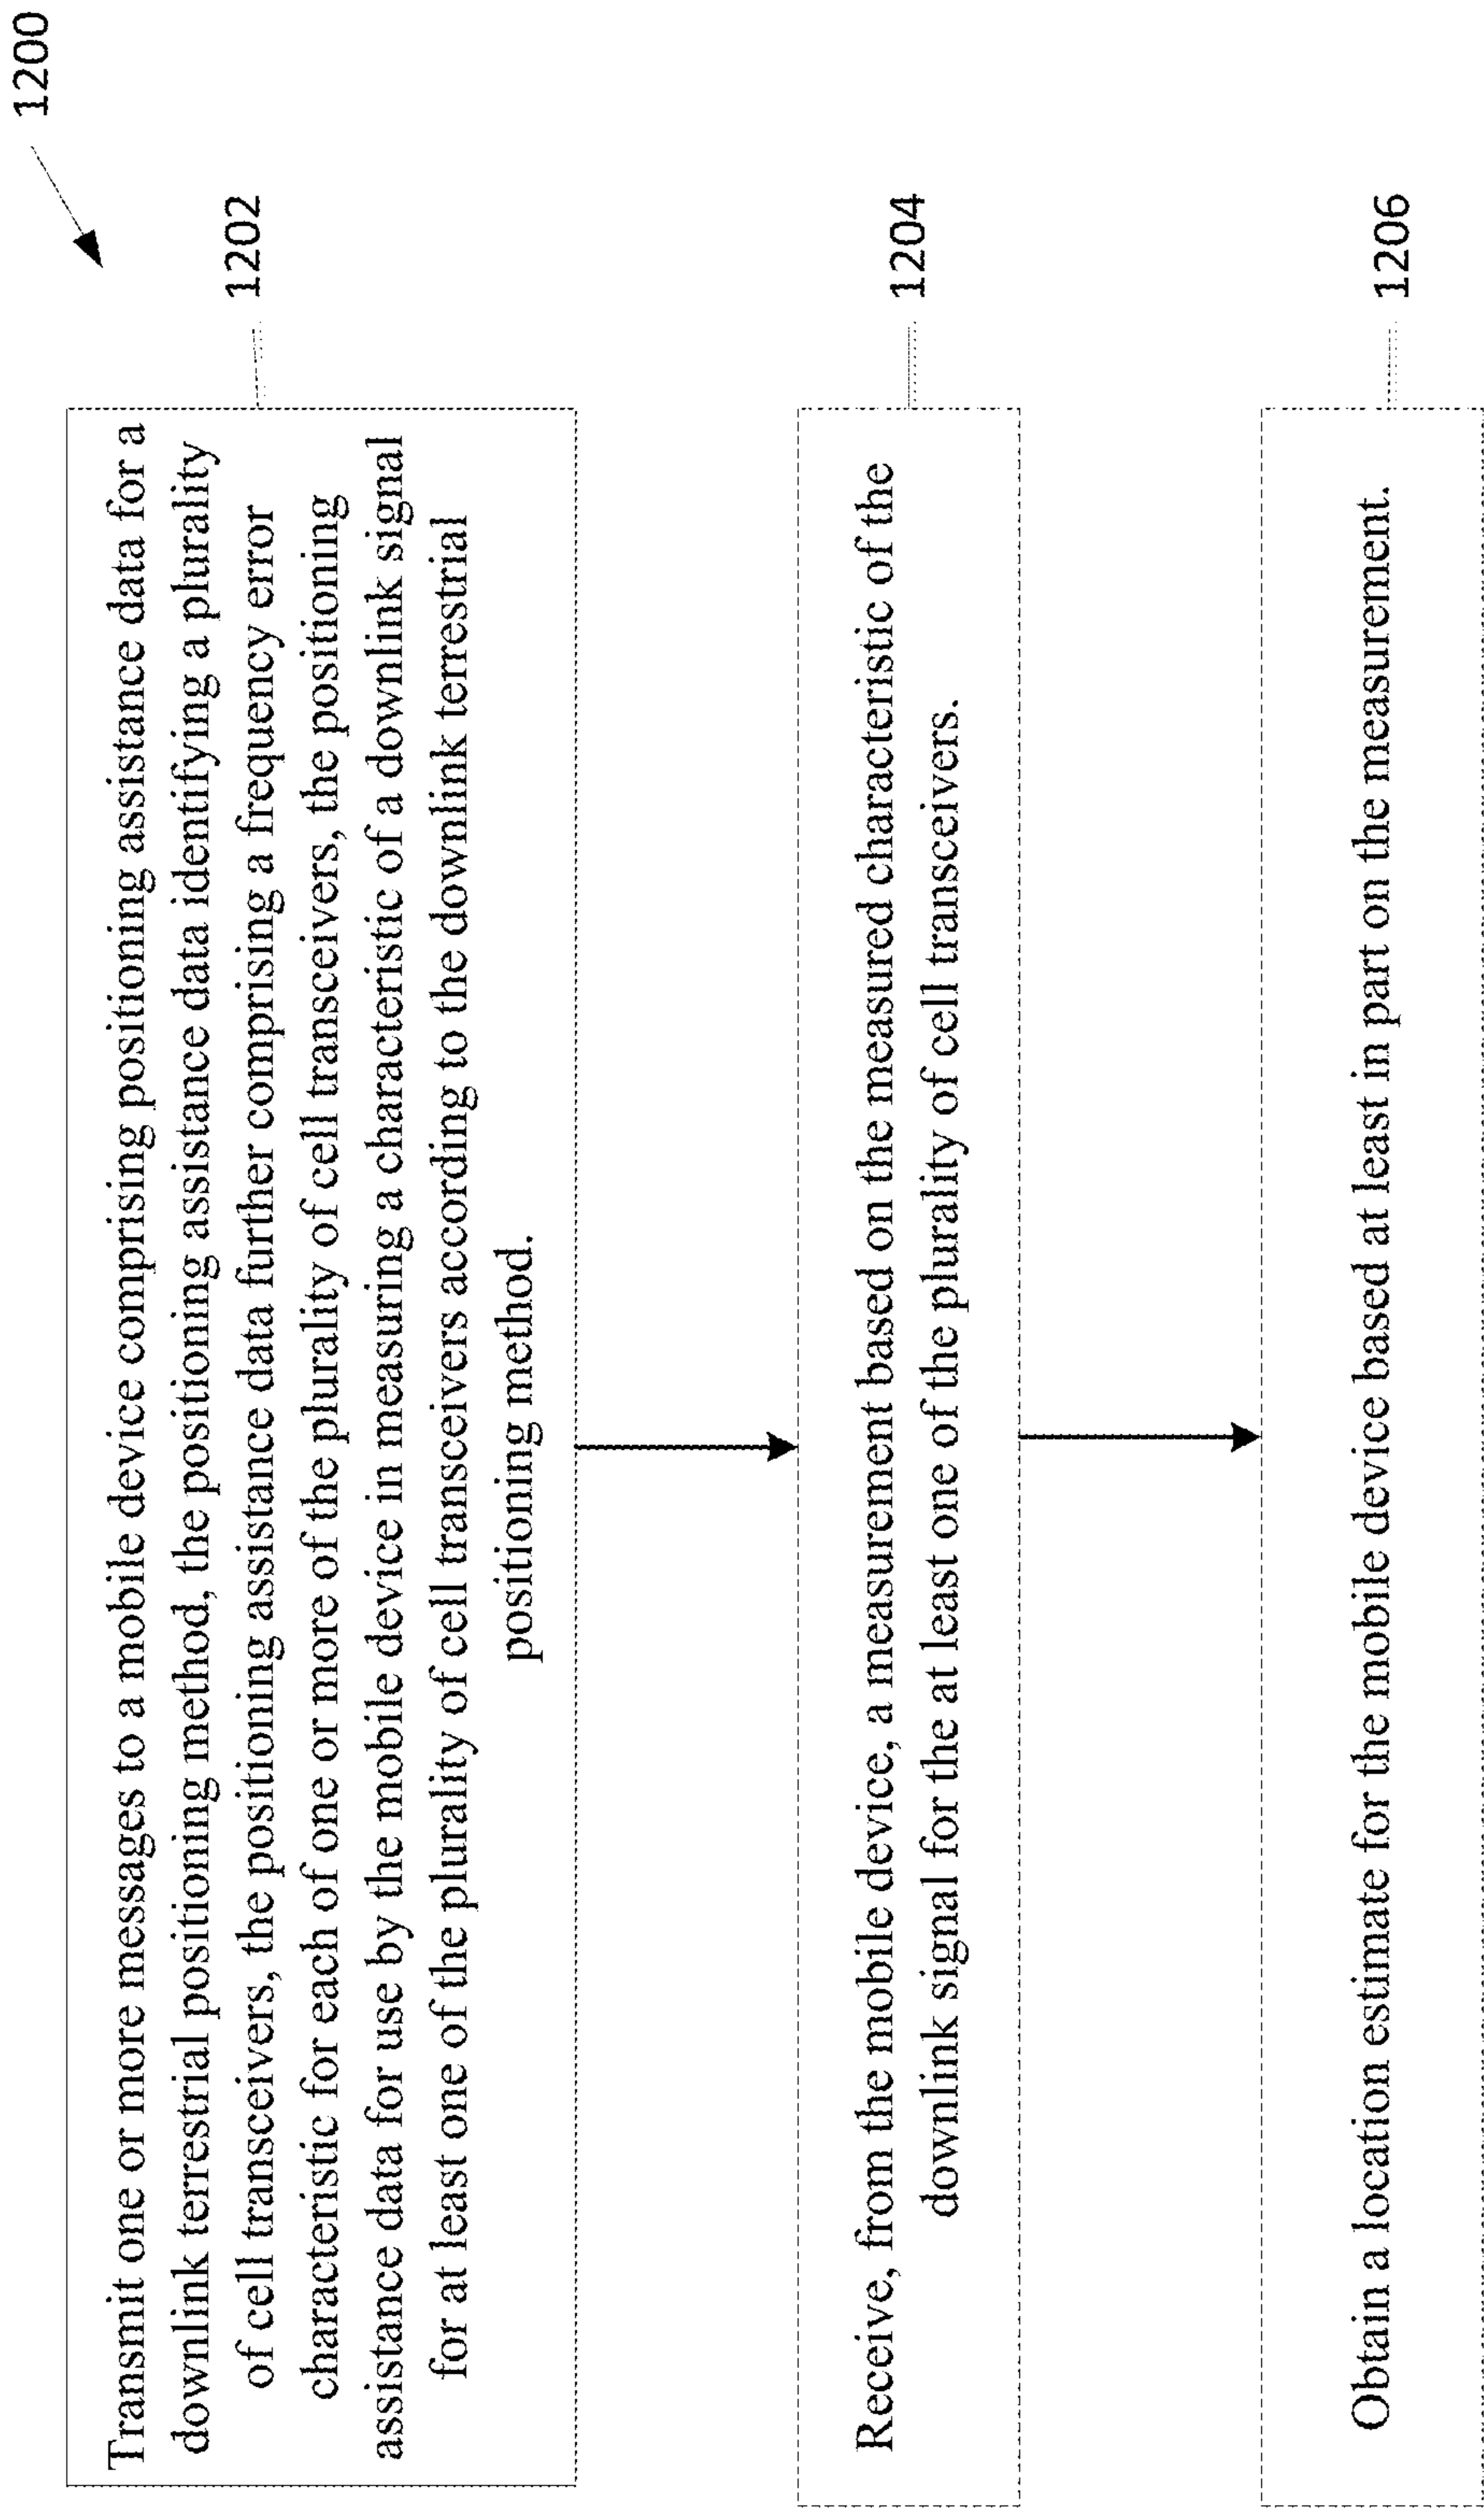 1200
Transmit one or more messages to a mobile device comprising positioning assistance data for a
downlink terrestrial positioning method, the positioning assistance data identifying a plurality
of cell transceivers, the positioning assistance data further comprising a frequency error
characteristic for each of one or more of the plurality of cell transceivers, the positioning
assistance data for use by the mobile device in measuring a characteristic of a downlink signal
for at least one of the plurality of cell transceivers according to the downlink terrestrial
positioning method.
1202
Receive, from the mobile device, a measurement based on the measured characteristic of the
downlink signal for the at least one of the plurality of cell transceivers.
1204
Obtain a location estimate for the mobile device based at least in part on the measurement.
1206